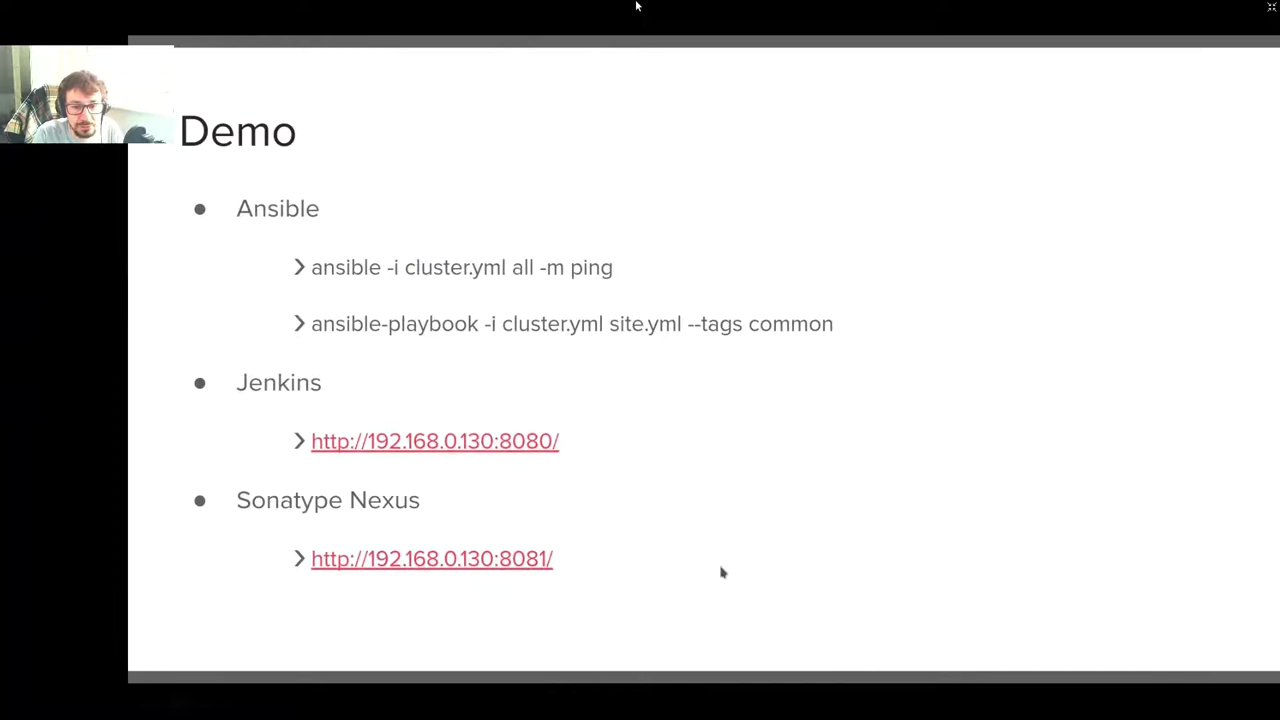 Demo
● Ansible
› ansible -i cluster.yml all -m ping
› ansible-playbook -i cluster.yml site.yml --tags common
● Jenkins
› http://192.168.0.130:8080/
● Sonatype Nexus
› http://192.168.0.130:8081/